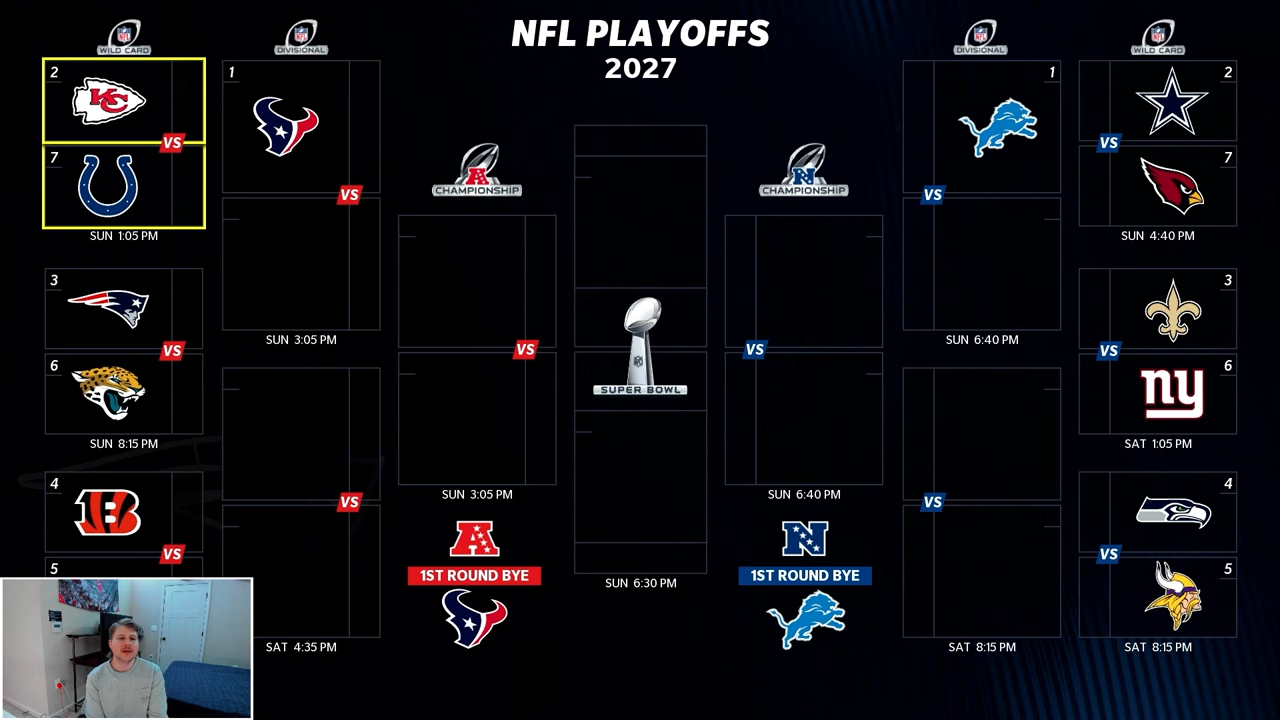 NFL PLAYOFFS
2027
WILD CARD
DIVISIONAL
DIVISIONAL
WILD CARD
2
KC
VS
7
SUN 1:05 PM
3
VS
6
SUN 8:15 PM
4
B
VS
5
1
VS
SUN 3:05 PM
VS
SAT 4:35 PM
A
CHAMPIONSHIP
VS
SUN 3:05 PM
A
1ST ROUND BYE
NFL
SUPER BOWL
SUN 6:30 PM
N
CHAMPIONSHIP
VS
SUN 6:40 PM
N
1ST ROUND BYE
1
VS
SUN 6:40 PM
VS
SAT 8:15 PM
2
VS
7
SUN 4:40 PM
3
VS
6
ny
SAT 1:05 PM
4
VS
5
SAT 8:15 PM